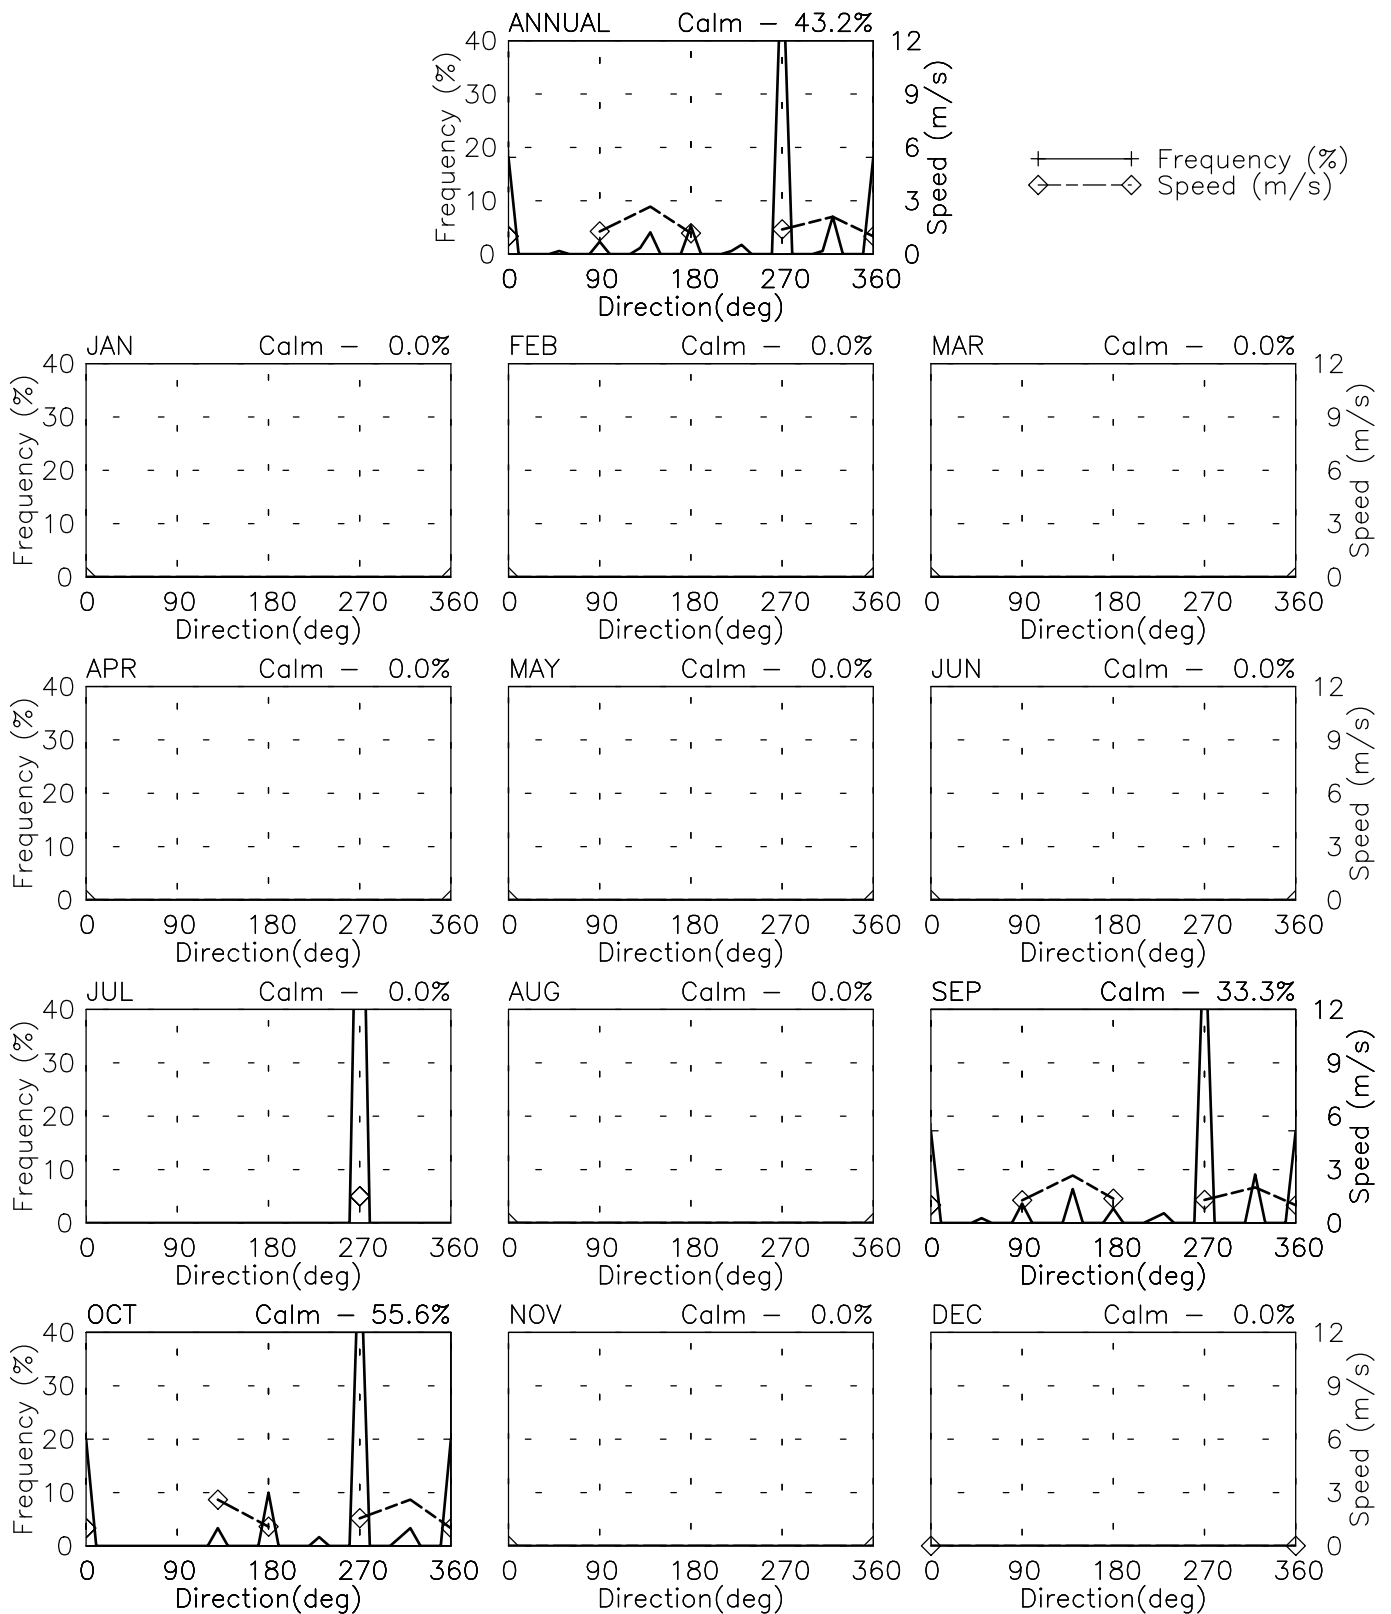 ANNUAL Calm - 43.2%
40 12
30 9
20 6
10 3
0 0
Frequency (%)
Speed (m/s)
0 90 180 270 360
Direction(deg)
Frequency (%)
Speed (m/s)
JAN Calm - 0.0% FEB Calm - 0.0% MAR Calm - 0.0%
40 12
30 9
20 6
10 3
0 0
Frequency (%)
Speed (m/s)
0 90 180 270 360 0 90 180 270 360 0 90 180 270 360
Direction(deg) Direction(deg) Direction(deg)
APR Calm - 0.0% MAY Calm - 0.0% JUN Calm - 0.0%
40 12
30 9
20 6
10 3
0 0
Frequency (%)
Speed (m/s)
0 90 180 270 360 0 90 180 270 360 0 90 180 270 360
Direction(deg) Direction(deg) Direction(deg)
JUL Calm - 0.0% AUG Calm - 0.0% SEP Calm - 33.3%
40 12
30 9
20 6
10 3
0 0
Frequency (%)
Speed (m/s)
0 90 180 270 360 0 90 180 270 360 0 90 180 270 360
Direction(deg) Direction(deg) Direction(deg)
OCT Calm - 55.6% NOV Calm - 0.0% DEC Calm - 0.0%
40 12
30 9
20 6
10 3
0 0
Frequency (%)
Speed (m/s)
0 90 180 270 360 0 90 180 270 360 0 90 180 270 360
Direction(deg) Direction(deg) Direction(deg)